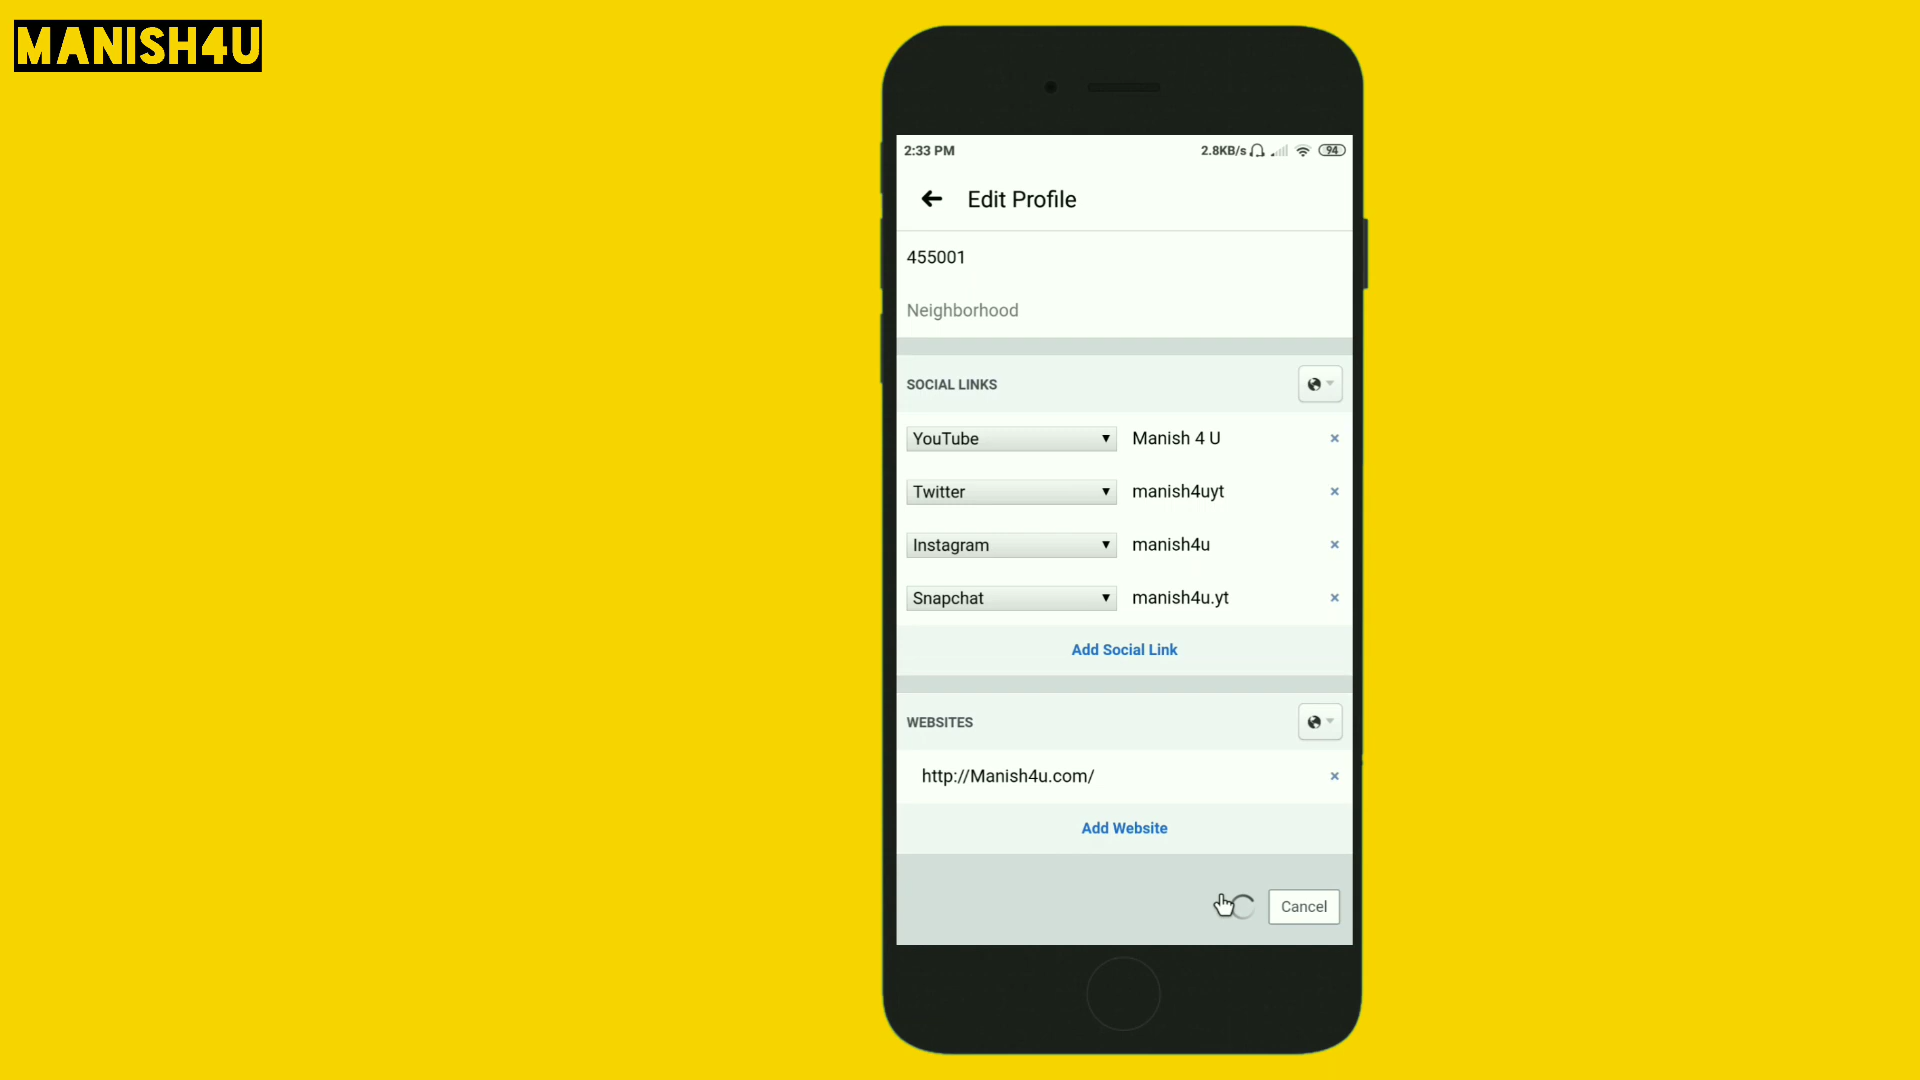 MANISH4U
2:33 PM 2.8KB/s 94
Edit Profile
455001
Neighborhood
SOCIAL LINKS
YouTube Manish 4 U
Twitter manish4uyt
Instagram manish4u
Snapchat manish4u.yt
Add Social Link
WEBSITES
http://Manish4u.com/
Add Website
Cancel